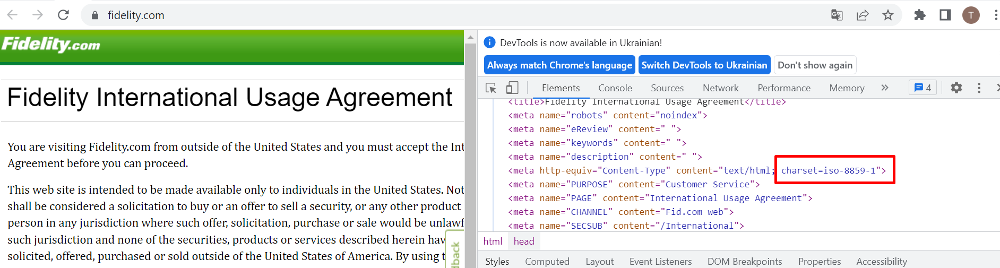 fidelity.com
T
Fidelity.com
Fidelity International Usage Agreement
You are visiting Fidelity.com from outside of the United States and you must accept the
Agreement before you can proceed.
This web site is intended to be made available only to individuals in the United States.
shall be considered a solicitation to buy or an offer to sell a security, or any other product
person in any jurisdiction where such offer, solicitation, purchase or sale would be
such jurisdiction and none of the securities, products or services described herein
solicited, offered, purchased or sold outside of the United States of America. By using
DevTools is now available in Ukrainian!
Always match Chrome's language
Switch DevTools to Ukrainian
Don't show again
Elements
Console
Sources
Network
Performance
Memory
»
4
<title>Fidelity International Usage Agreement</title>
<meta name="robots" content="noindex">
<meta name="eReview" content=" ">
<meta name="keywords" content=" ">
<meta name="description" content=" ">
<meta http-equiv="Content-Type" content="text/html; charset=iso-8859-1">
<meta name="PURPOSE" content="Customer Service">
<meta name="PAGE" content="International Usage Agreement">
<meta name="CHANNEL" content="Fid.com web">
<meta name="SECSUB" content="/International">
html head
Styles
Computed
Layout
Event Listeners
DOM Breakpoints
Properties
Accessibility